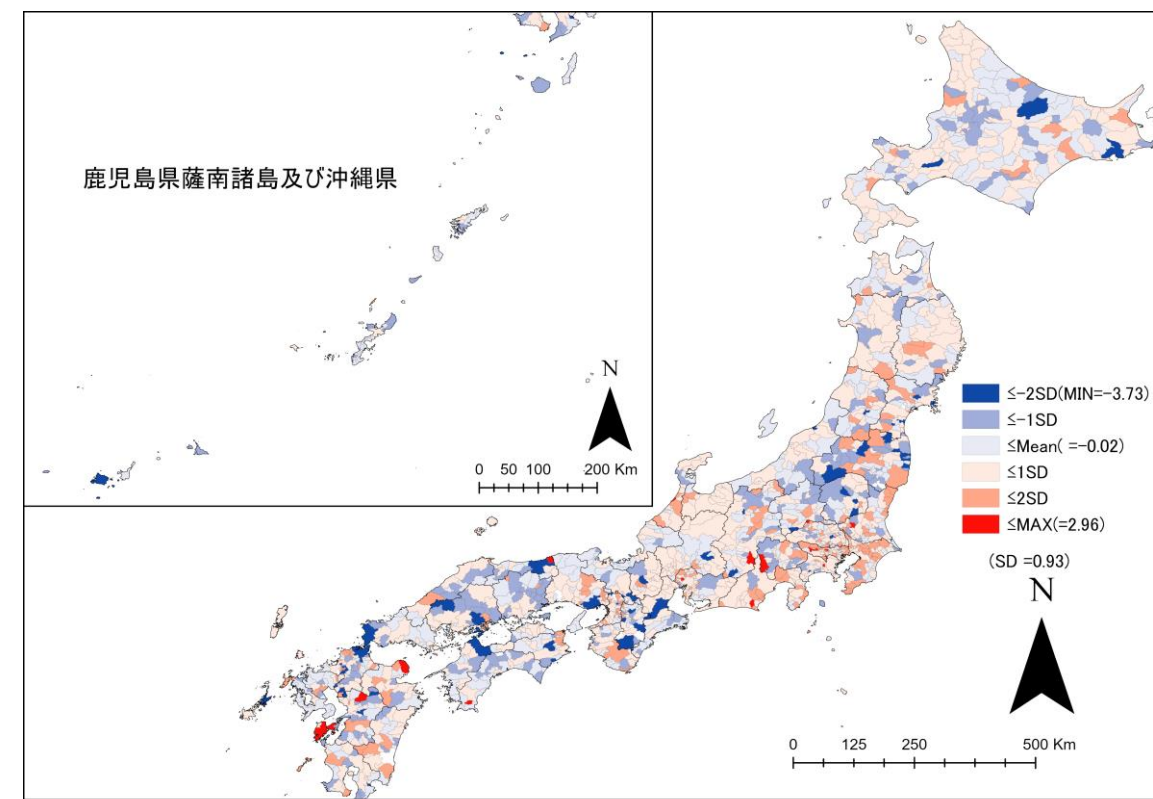 鹿児島県薩南諸島及び沖縄県
N
0 50 100 200 Km
≤-2SD(MIN=-3.73)
≤-1SD
≤Mean( =-0.02)
≤1SD
≤2SD
≤MAX(=2.96)
(SD =0.93)
N
0 125 250 500 Km